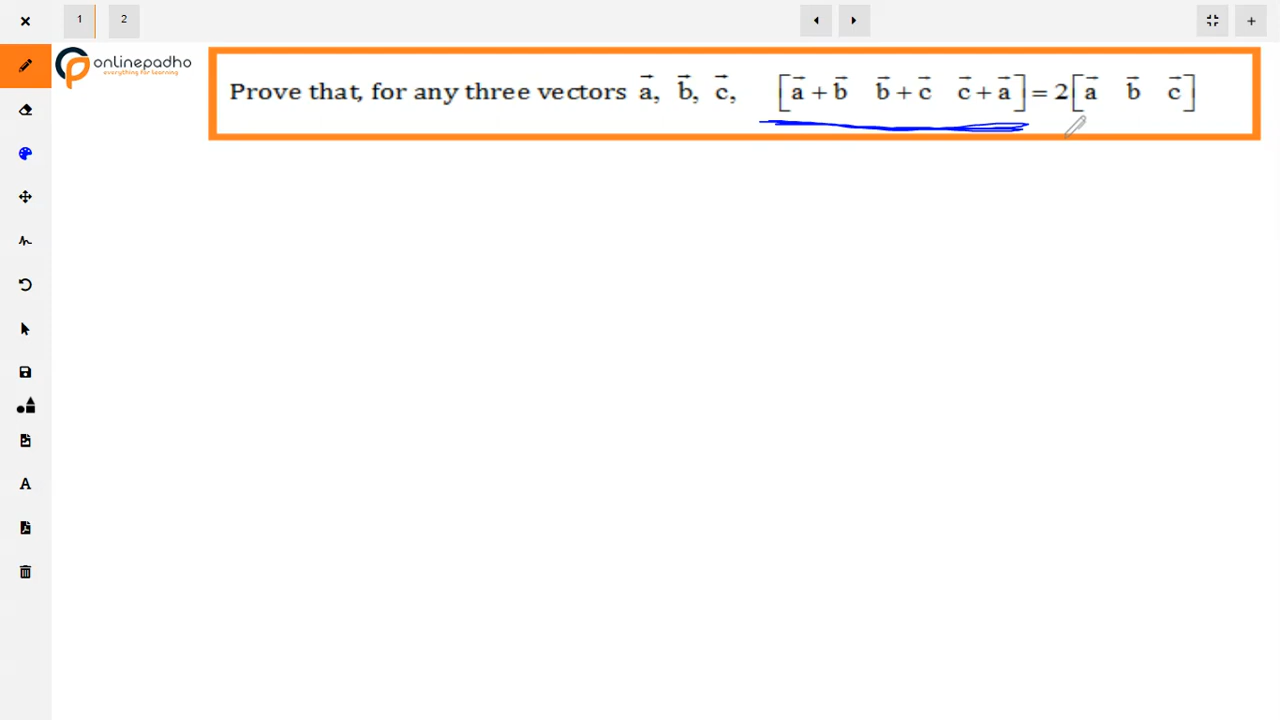 1 2
onlinepadho
everything for learning
Prove that, for any three vectors a⃗, b⃗, c⃗, [a⃗ + b⃗ b⃗ + c⃗ c⃗ + a⃗] = 2[a⃗ b⃗ c⃗]
A